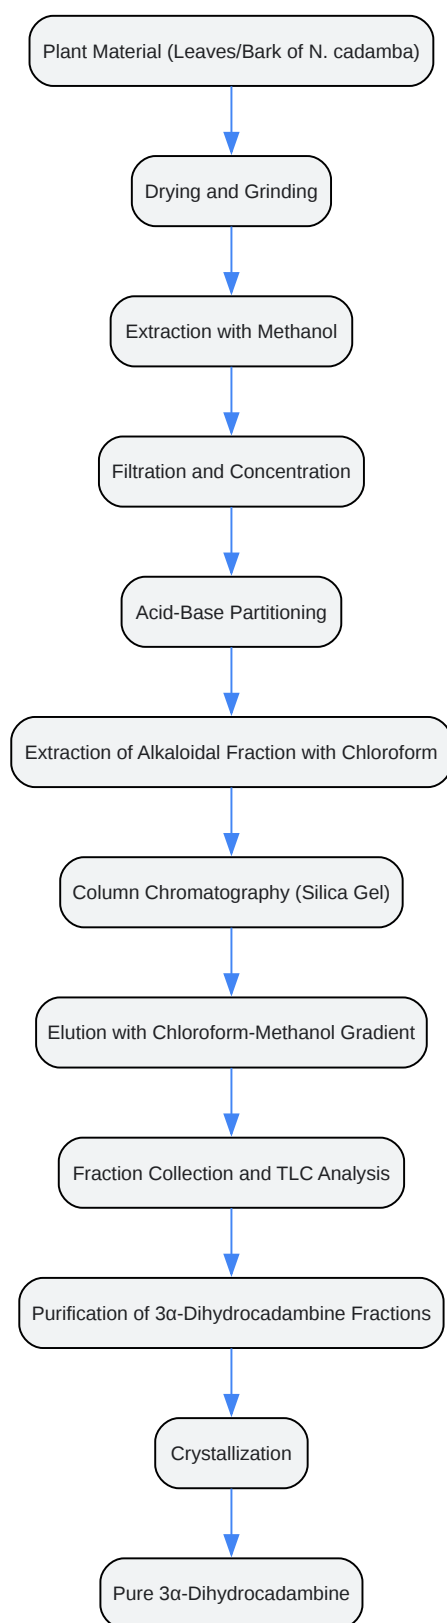 Plant Material (Leaves/Bark of N. cadamba)
Drying and Grinding
Extraction with Methanol
Filtration and Concentration
Acid-Base Partitioning
Extraction of Alkaloidal Fraction with Chloroform
Column Chromatography (Silica Gel)
Elution with Chloroform-Methanol Gradient
Fraction Collection and TLC Analysis
Purification of 3α-Dihydrocadambine Fractions
Crystallization
Pure 3α-Dihydrocadambine